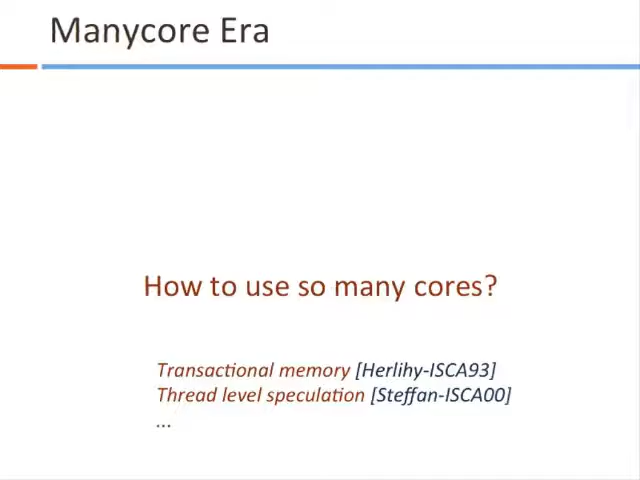 Manycore Era
How to use so many cores?
Transactional memory [Herlihy-ISCA93]
Thread level speculation [Steffan-ISCA00]
...